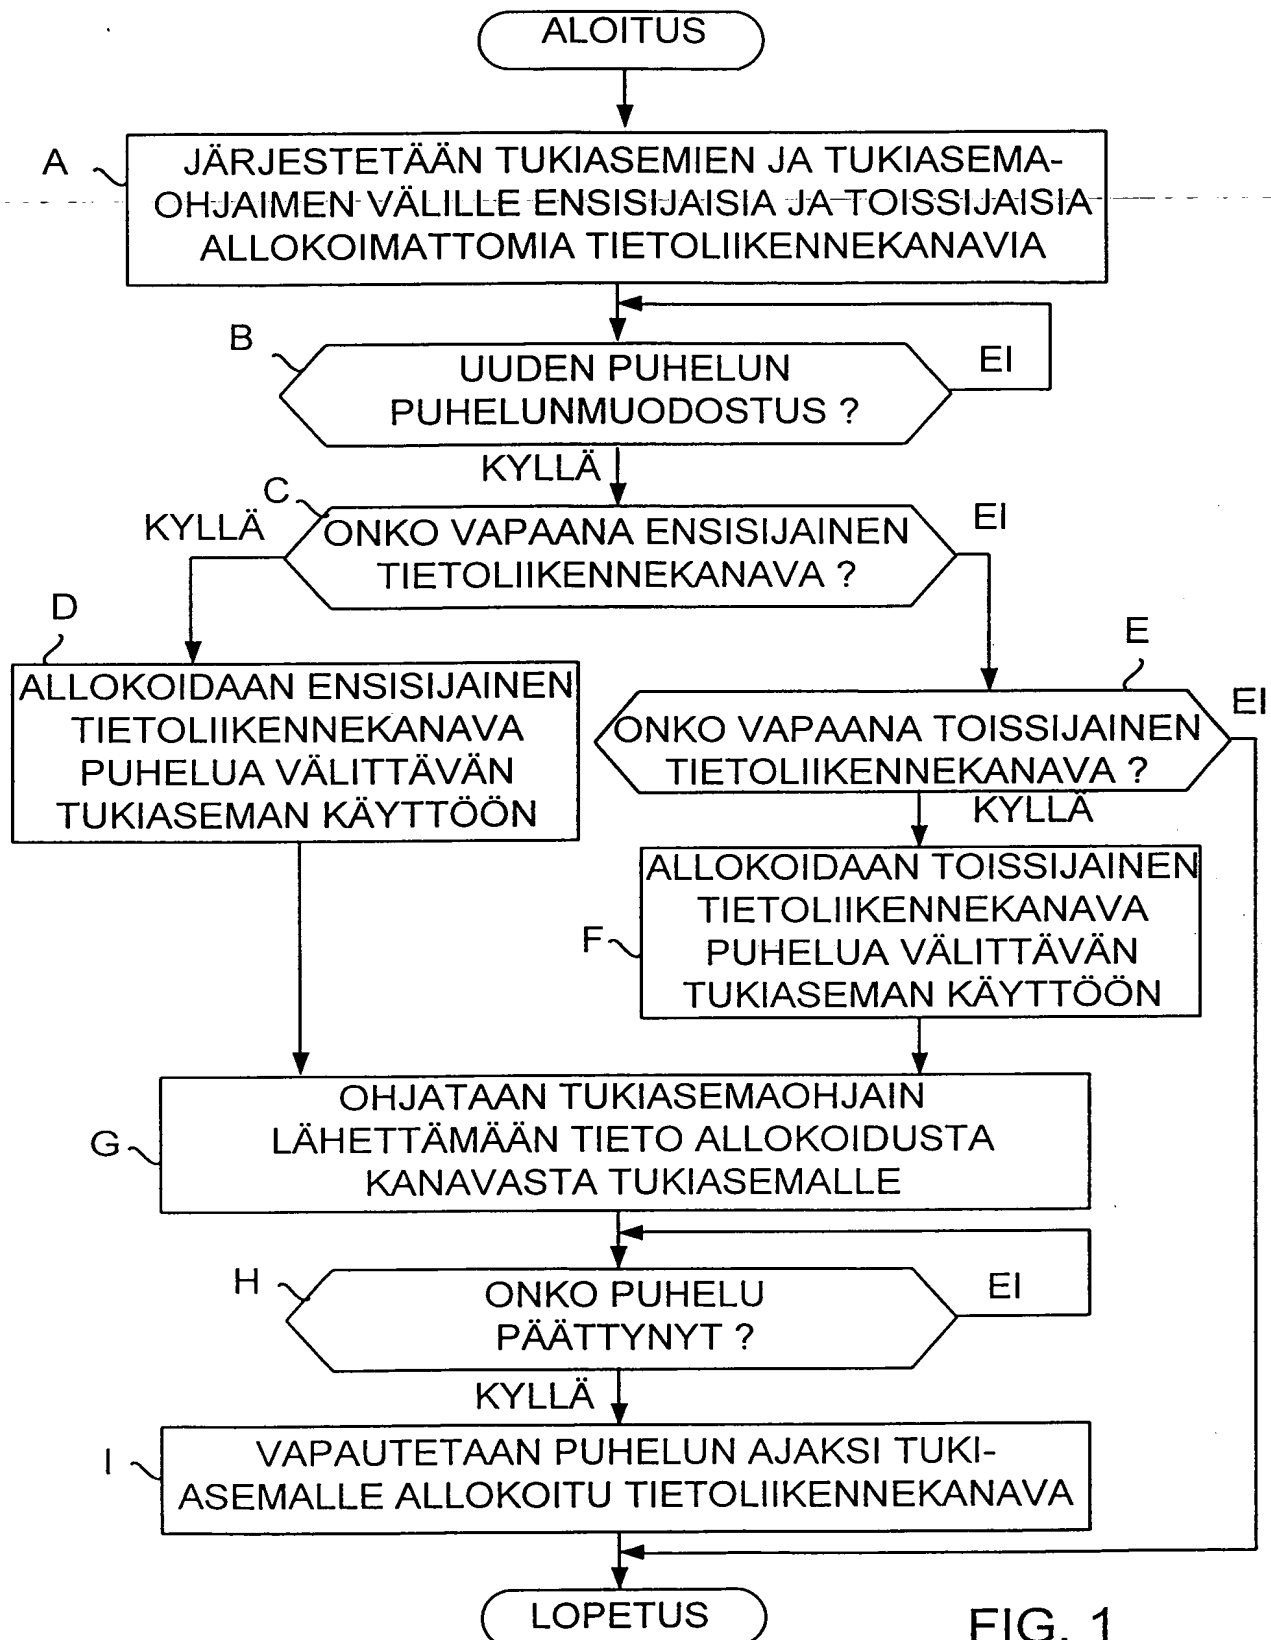 ALOITUS
A
JÄRJESTETÄÄN TUKIASEMIEN JA TUKIASEMA-
OHJAIMEN VÄLILLE ENSISIJAISIA JA TOISSIJAISIA
ALLOKOIMATTOMIA TIETOLIIKENNEKANAVIA
B
UUDEN PUHELUN
PUHELUNMUODOSTUS ?
EI
KYLLÄ
C
ONKO VAPAANA ENSISIJAINEN
TIETOLIIKENNEKANAVA ?
KYLLÄ
EI
D
ALLOKOIDAAN ENSISIJAINEN
TIETOLIIKENNEKANAVA
PUHELUA VÄLITTÄVÄN
TUKIASEMAN KÄYTTÖÖN
E
ONKO VAPAANA TOISSIJAINEN
TIETOLIIKENNEKANAVA ?
EI
KYLLÄ
F
ALLOKOIDAAN TOISSIJAINEN
TIETOLIIKENNEKANAVA
PUHELUA VÄLITTÄVÄN
TUKIASEMAN KÄYTTÖÖN
G
OHJATAAN TUKIASEMAOHJAIN
LÄHETTÄMÄÄN TIETO ALLOKOIDUSTA
KANAVASTA TUKIASEMALLE
H
ONKO PUHELU
PÄÄTTYNYT ?
EI
KYLLÄ
I
VAPAUTETAAN PUHELUN AJAKSI TUKI-
ASEMALLE ALLOKOITU TIETOLIIKENNEKANAVA
LOPETUS
FIG. 1